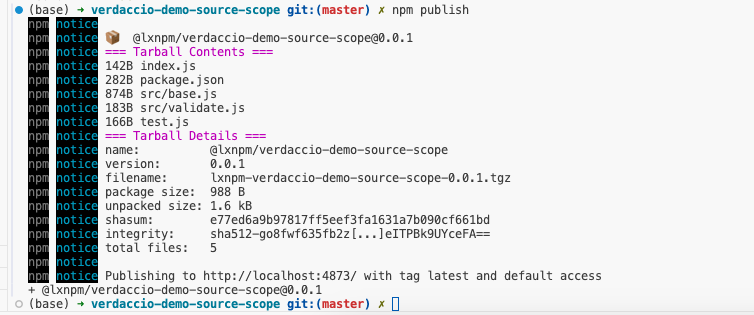 (base) ➜ verdaccio-demo-source-scope git:(master) ✗ npm publish
npm notice
npm notice 📦 @lxnpm/verdaccio-demo-source-scope@0.0.1
npm notice === Tarball Contents ===
npm notice 142B index.js
npm notice 282B package.json
npm notice 874B src/base.js
npm notice 183B src/validate.js
npm notice 166B test.js
npm notice === Tarball Details ===
npm notice name: @lxnpm/verdaccio-demo-source-scope
npm notice version: 0.0.1
npm notice filename: lxnpm-verdaccio-demo-source-scope-0.0.1.tgz
npm notice package size: 988 B
npm notice unpacked size: 1.6 kB
npm notice shasum: e77ed6a9b97817ff5eef3fa1631a7b090cf661bd
npm notice integrity: sha512-go8fwf635fb2z[...]eITPBk9UYceFA==
npm notice total files: 5
npm notice
npm notice Publishing to http://localhost:4873/ with tag latest and default access
+ @lxnpm/verdaccio-demo-source-scope@0.0.1
(base) ➜ verdaccio-demo-source-scope git:(master) ✗